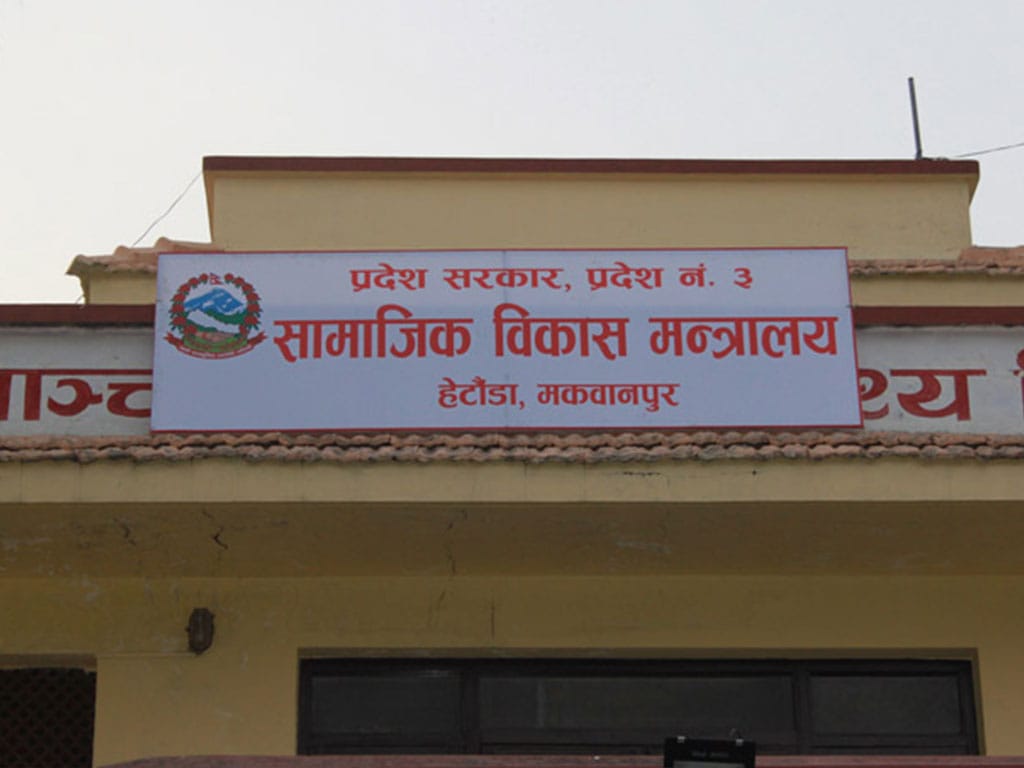 प्रदेश सरकार, प्रदेश नं. ३
सामाजिक विकास मन्त्रालय
हेटौंडा, मकवानपुर